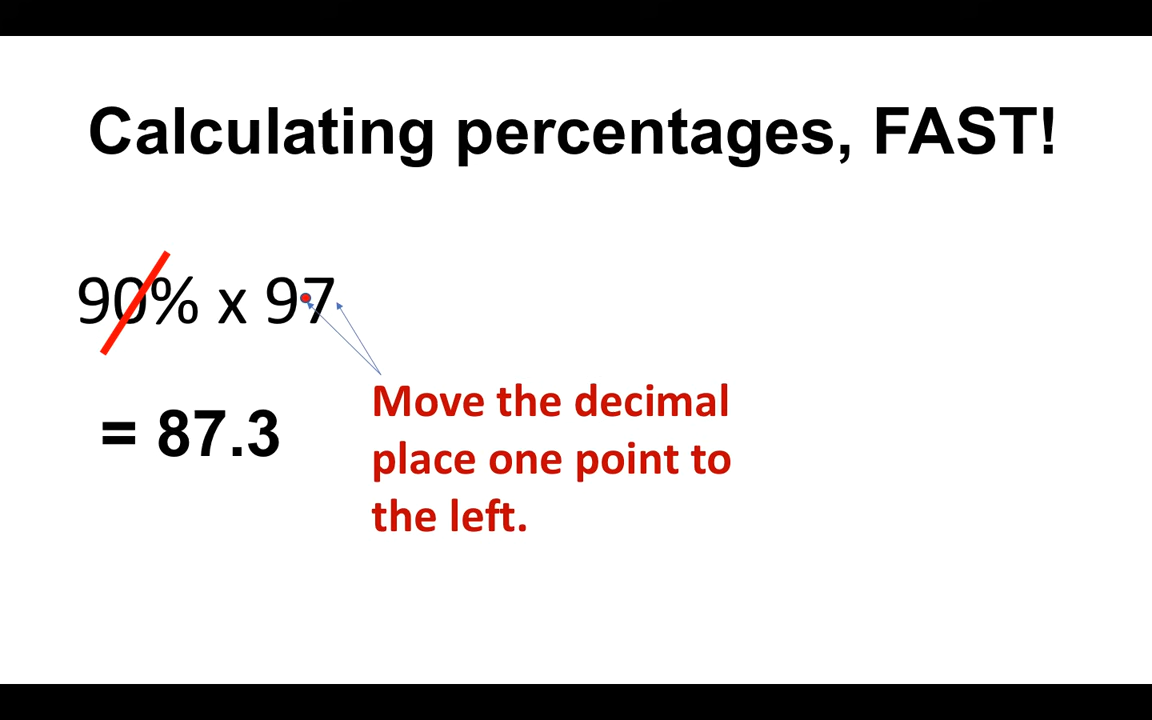 Calculating percentages, FAST!
90% x 97
= 87.3
Move the decimal
place one point to
the left.